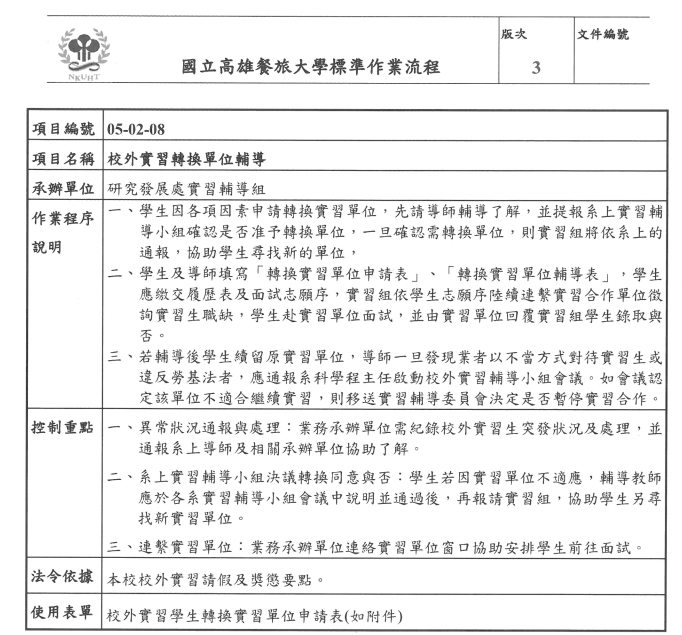 版次
文件編號
NKUHT
國立高雄餐旅大學標準作業流程
3
項目編號 05-02-08
項目名稱 校外實習轉換單位輔導
承辦單位 研究發展處實習輔導組
作業程序
說明
一、學生因各項因素申請轉換實習單位，先請導師輔導了解，並提報系上實習輔
導小組確認是否准予轉換單位，一旦確認需轉換單位，則實習組將依系上的
通報，協助學生尋找新的單位，
二、學生及導師填寫「轉換實習單位申請表」、「轉換實習單位輔導表」，學生
應繳交履歷表及面試志願序，實習組依學生志願序陸續連繫實習合作單位徵
詢實習生職缺，學生赴實習單位面試，並由實習單位回覆實習組學生錄取與
否。
三、若輔導後學生續留原實習單位，導師一旦發現業者以不當方式對待實習生或
違反勞基法者，應通報系科學程主任啟動校外實習輔導小組會議。如會議認
定該單位不適合繼續實習，則移送實習輔導委員會決定是否暫停實習合作。
控制重點
一、異常狀況通報與處理：業務承辦單位需紀錄校外實習生突發狀況及處理，並
通報系上導師及相關承辦單位協助了解。
二、系上實習輔導小組決議轉換同意與否：學生若因實習單位不適應，輔導教師
應於各系實習輔導小組會議中說明並通過後，再報請實習組，協助學生另尋
找新實習單位。
三、連繫實習單位：業務承辦單位連絡實習單位窗口協助安排學生前往面試。
法令依據 本校校外實習請假及獎懲要點。
使用表單 校外實習學生轉換實習單位申請表(如附件)